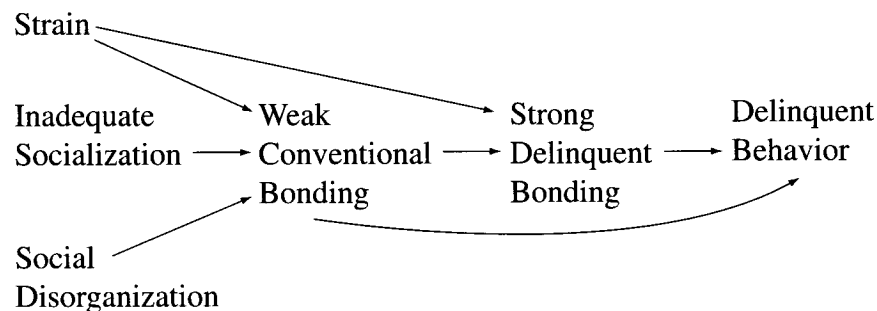 Strain
Inadequate
Socialization
Weak
Conventional
Bonding
Strong
Delinquent
Bonding
Delinquent
Behavior
Social
Disorganization